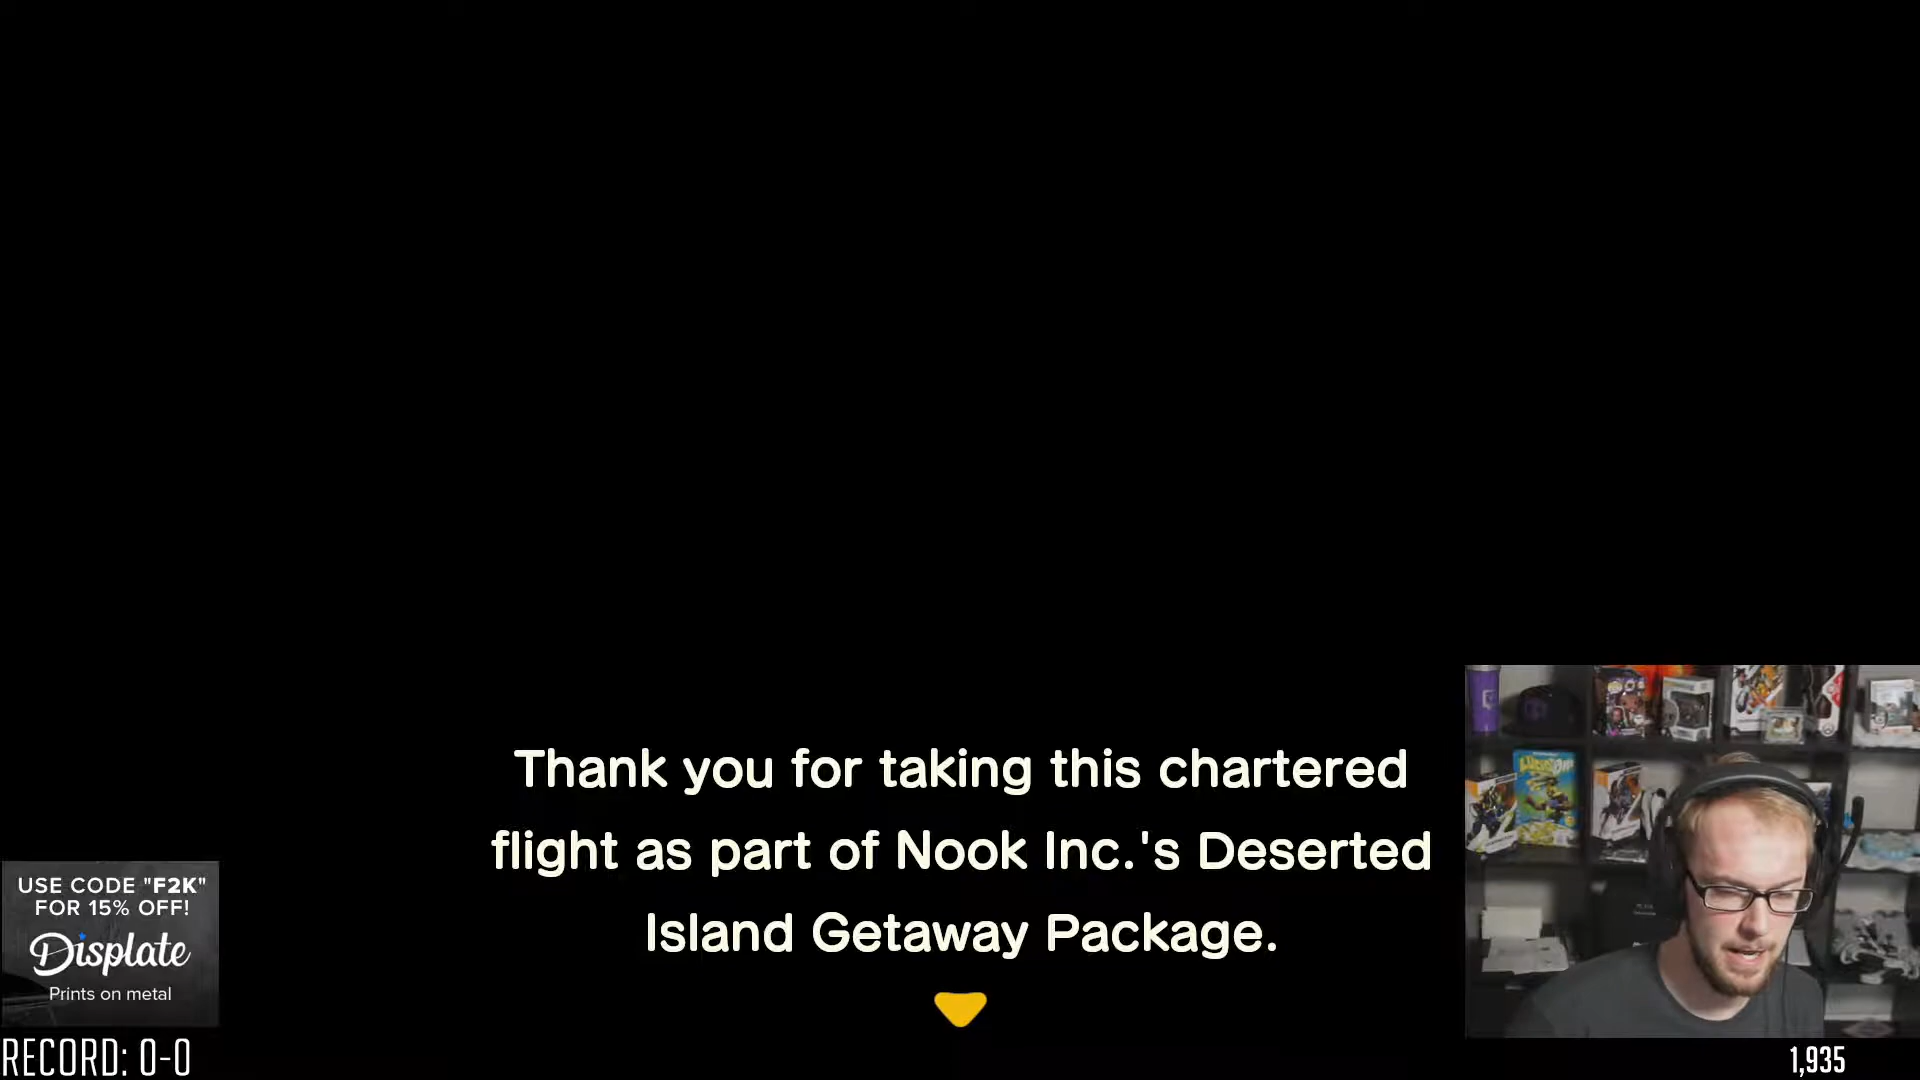 Thank you for taking this chartered
flight as part of Nook Inc.'s Deserted
Island Getaway Package.
USE CODE "F2K"
FOR 15% OFF!
Displate
Prints on metal
RECORD: 0-0
1,935